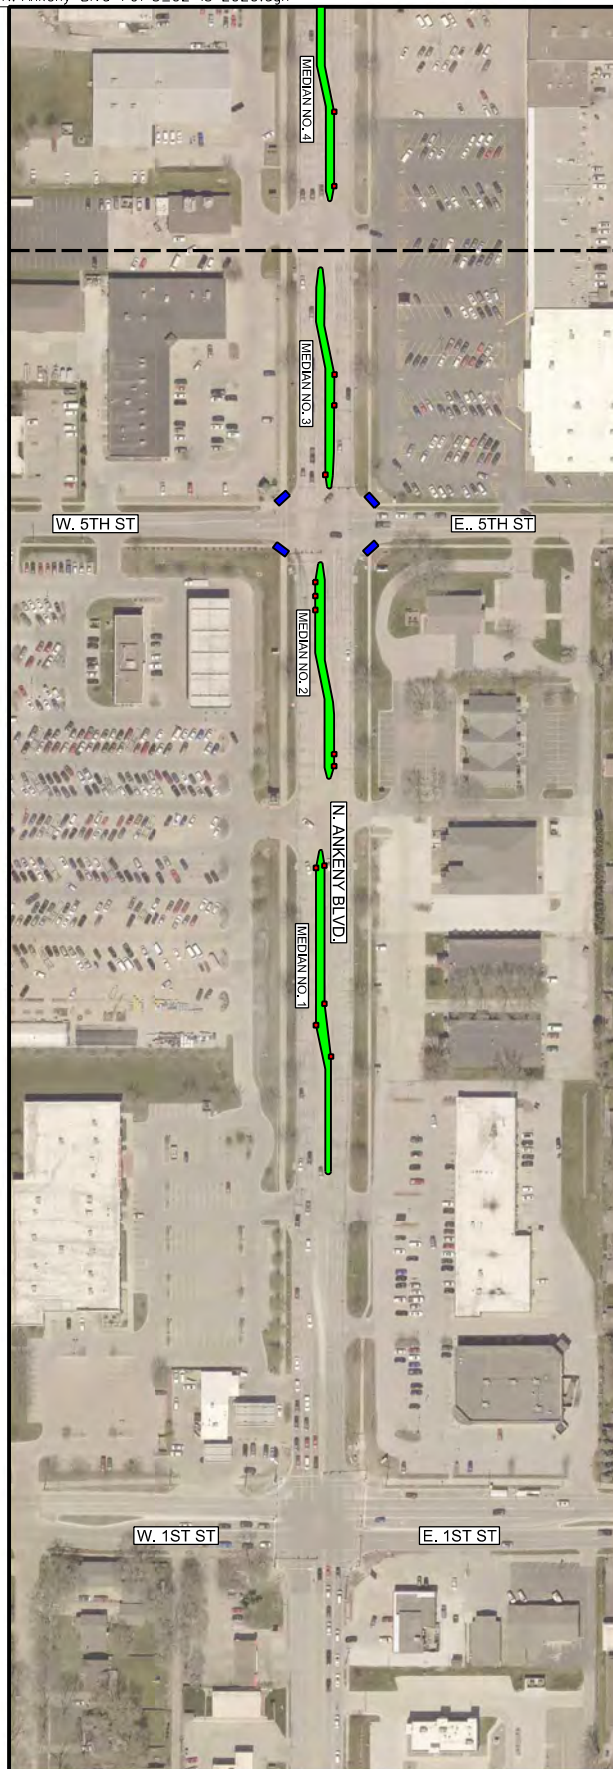 MEDIAN NO. 4
MEDIAN NO. 3
W. 5TH ST
E.. 5TH ST
MEDIAN NO. 2
N. ANKENY BLVD.
MEDIAN NO. 1
W. 1ST ST
E. 1ST ST